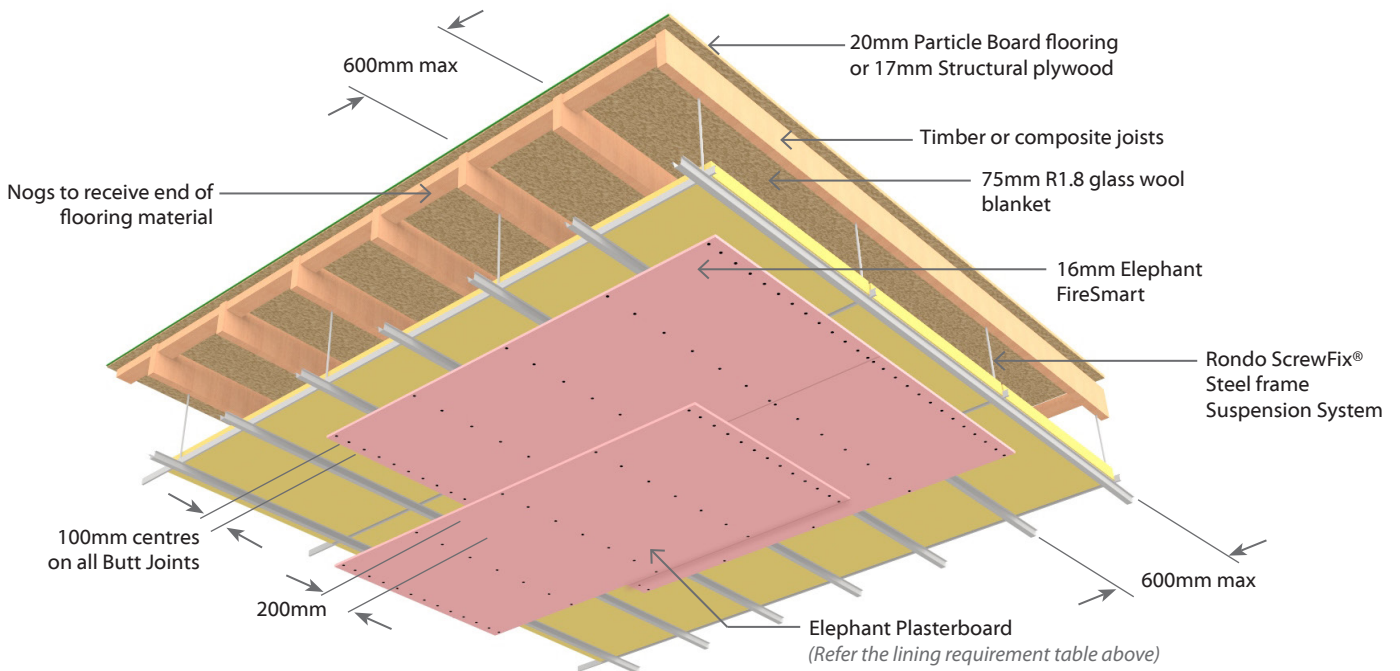 600mm max
20mm Particle Board flooring
or 17mm Structural plywood
Timber or composite joists
75mm R1.8 glass wool
blanket
Nogs to receive end of
flooring material
16mm Elephant
FireSmart
Rondo ScrewFix®
Steel frame
Suspension System
100mm centres
on all Butt Joints
200mm
600mm max
Elephant Plasterboard
(Refer the lining requirement table above)